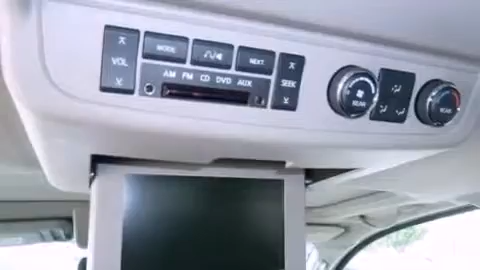 VOL
MODE
NEXT
AM FM CD DVD AUX
SEEK
REAR
REAR